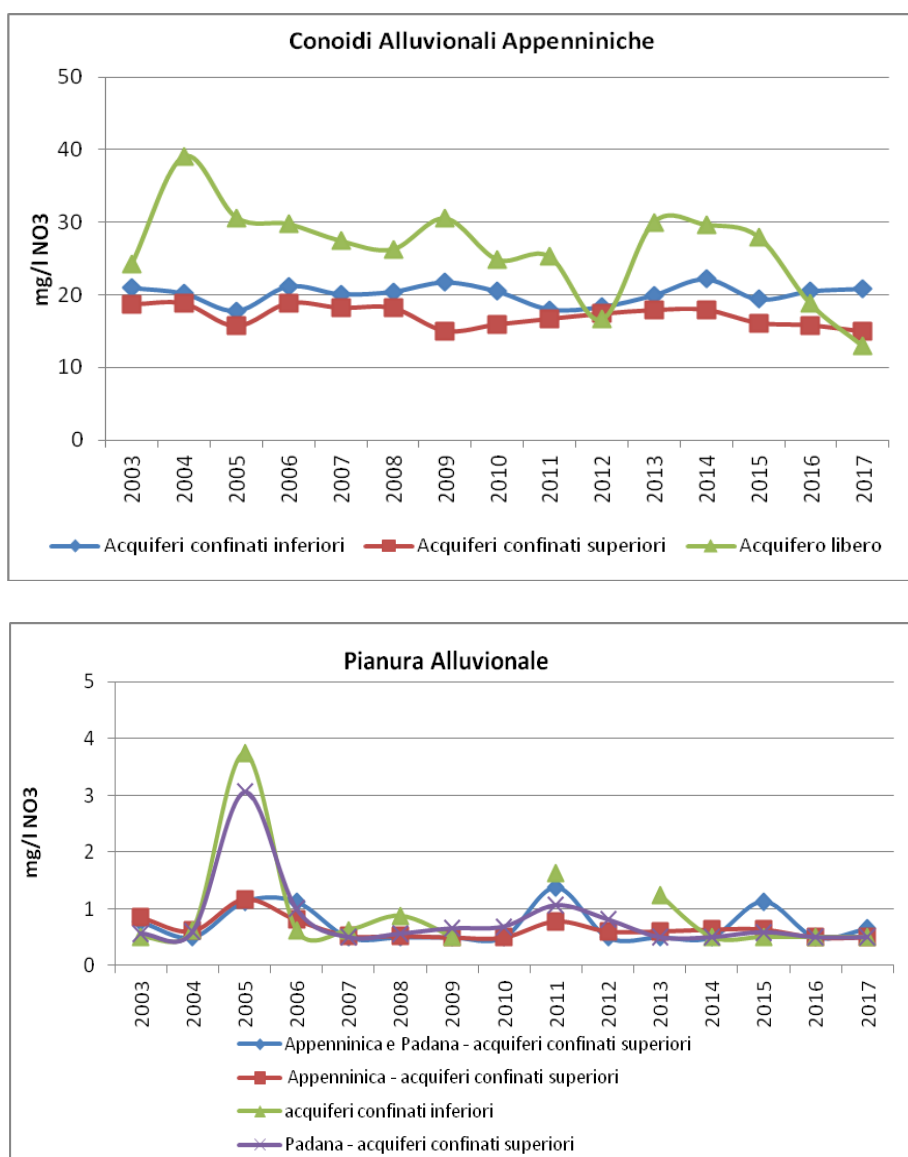 Conoidi Alluvionali Appenniniche
50
40
30
20
10
0
mg/l NO3
2003 2004 2005 2006 2007 2008 2009 2010 2011 2012 2013 2014 2015 2016 2017
Acquiferi confinati inferiori Acquiferi confinati superiori Acquifero libero
Pianura Alluvionale
5
4
3
2
1
0
mg/l NO3
2003 2004 2005 2006 2007 2008 2009 2010 2011 2012 2013 2014 2015 2016 2017
Appenninica e Padana - acquiferi confinati superiori
Appenninica - acquiferi confinati superiori
acquiferi confinati inferiori
Padana - acquiferi confinati superiori